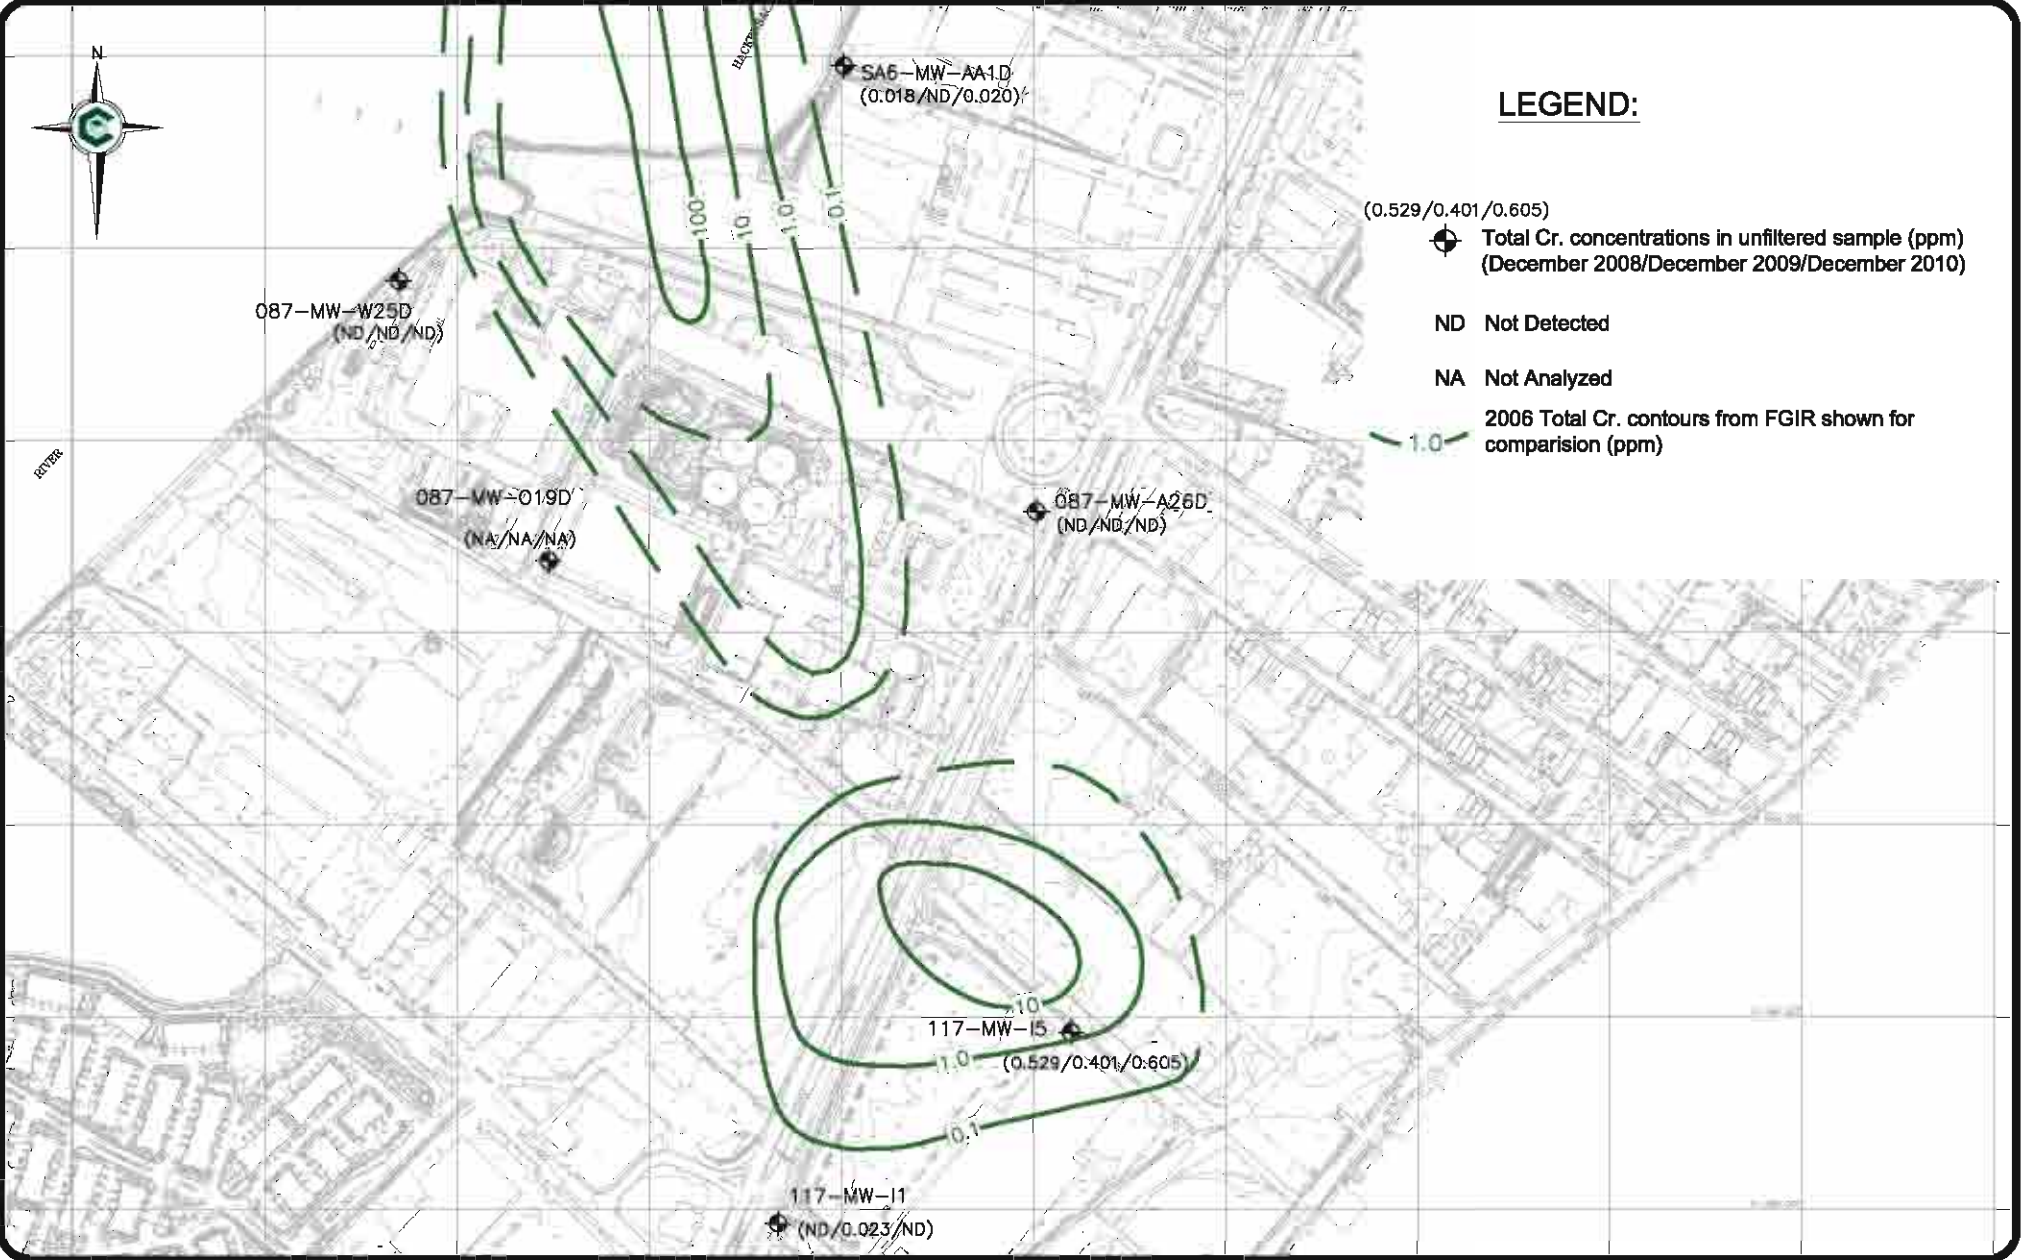 N
HACKENSACK
SA6-MW-AA1D
(0.018/ND/0.020)
LEGEND:
(0.529/0.401/0.605)
Total Cr. concentrations in unfiltered sample (ppm)
(December 2008/December 2009/December 2010)
ND Not Detected
NA Not Analyzed
1.0
2006 Total Cr. contours from FGIR shown for
comparision (ppm)
100
10
1.0
0.1
087-MW-W25D
(ND/ND/ND)
RIVER
087-MW-O19D
(NA/NA/NA)
087-MW-A26D
(ND/ND/ND)
10
117-MW-I5
(0.529/0.401/0.605)
1.0
0.1
117-MW-I1
(ND/0.023/ND)